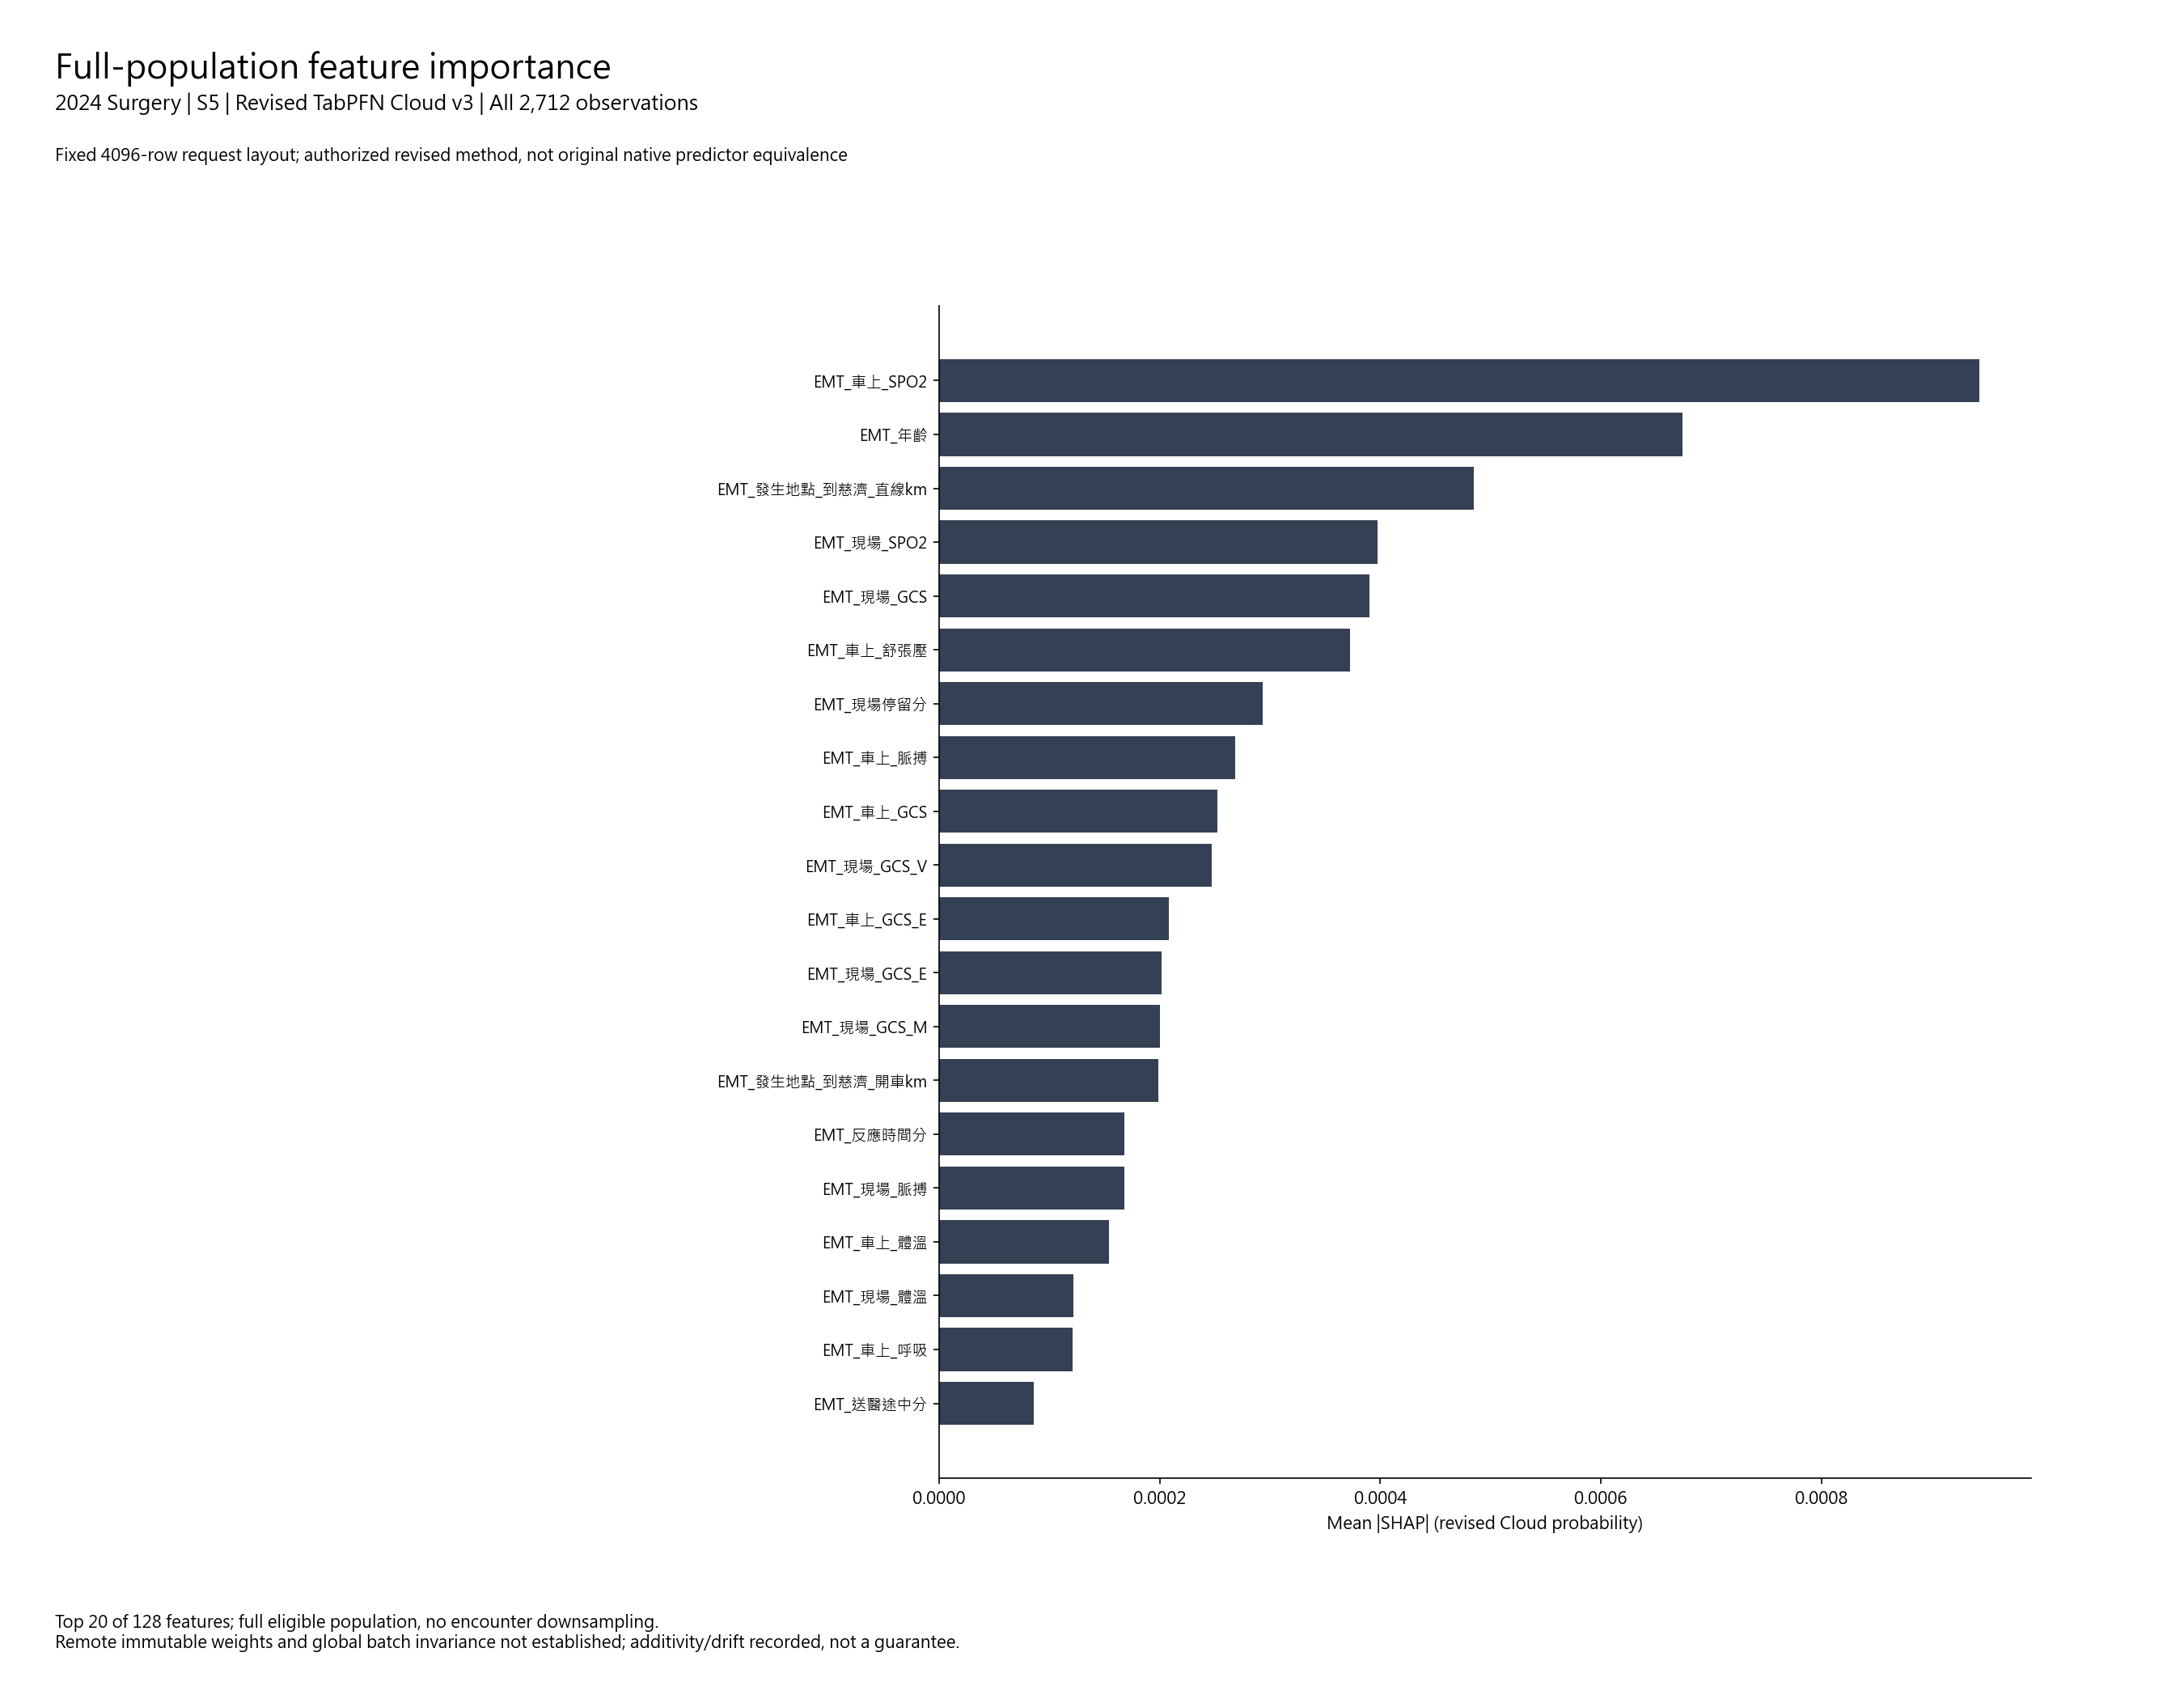 Full-population feature importance
2024 Surgery | S5 | Revised TabPFN Cloud v3 | All 2,712 observations
Fixed 4096-row request layout; authorized revised method, not original native predictor equivalence
EMT_車上_SPO2
EMT_年齡
EMT_發生地點_到慈濟_直線km
EMT_現場_SPO2
EMT_現場_GCS
EMT_車上_舒張壓
EMT_現場停留分
EMT_車上_脈搏
EMT_車上_GCS
EMT_現場_GCS_V
EMT_車上_GCS_E
EMT_現場_GCS_E
EMT_現場_GCS_M
EMT_發生地點_到慈濟_開車km
EMT_反應時間分
EMT_現場_脈搏
EMT_車上_體溫
EMT_現場_體溫
EMT_車上_呼吸
EMT_送醫途中分
0.0000 0.0002 0.0004 0.0006 0.0008
Mean |SHAP| (revised Cloud probability)
Top 20 of 128 features; full eligible population, no encounter downsampling.
Remote immutable weights and global batch invariance not established; additivity/drift recorded, not a guarantee.